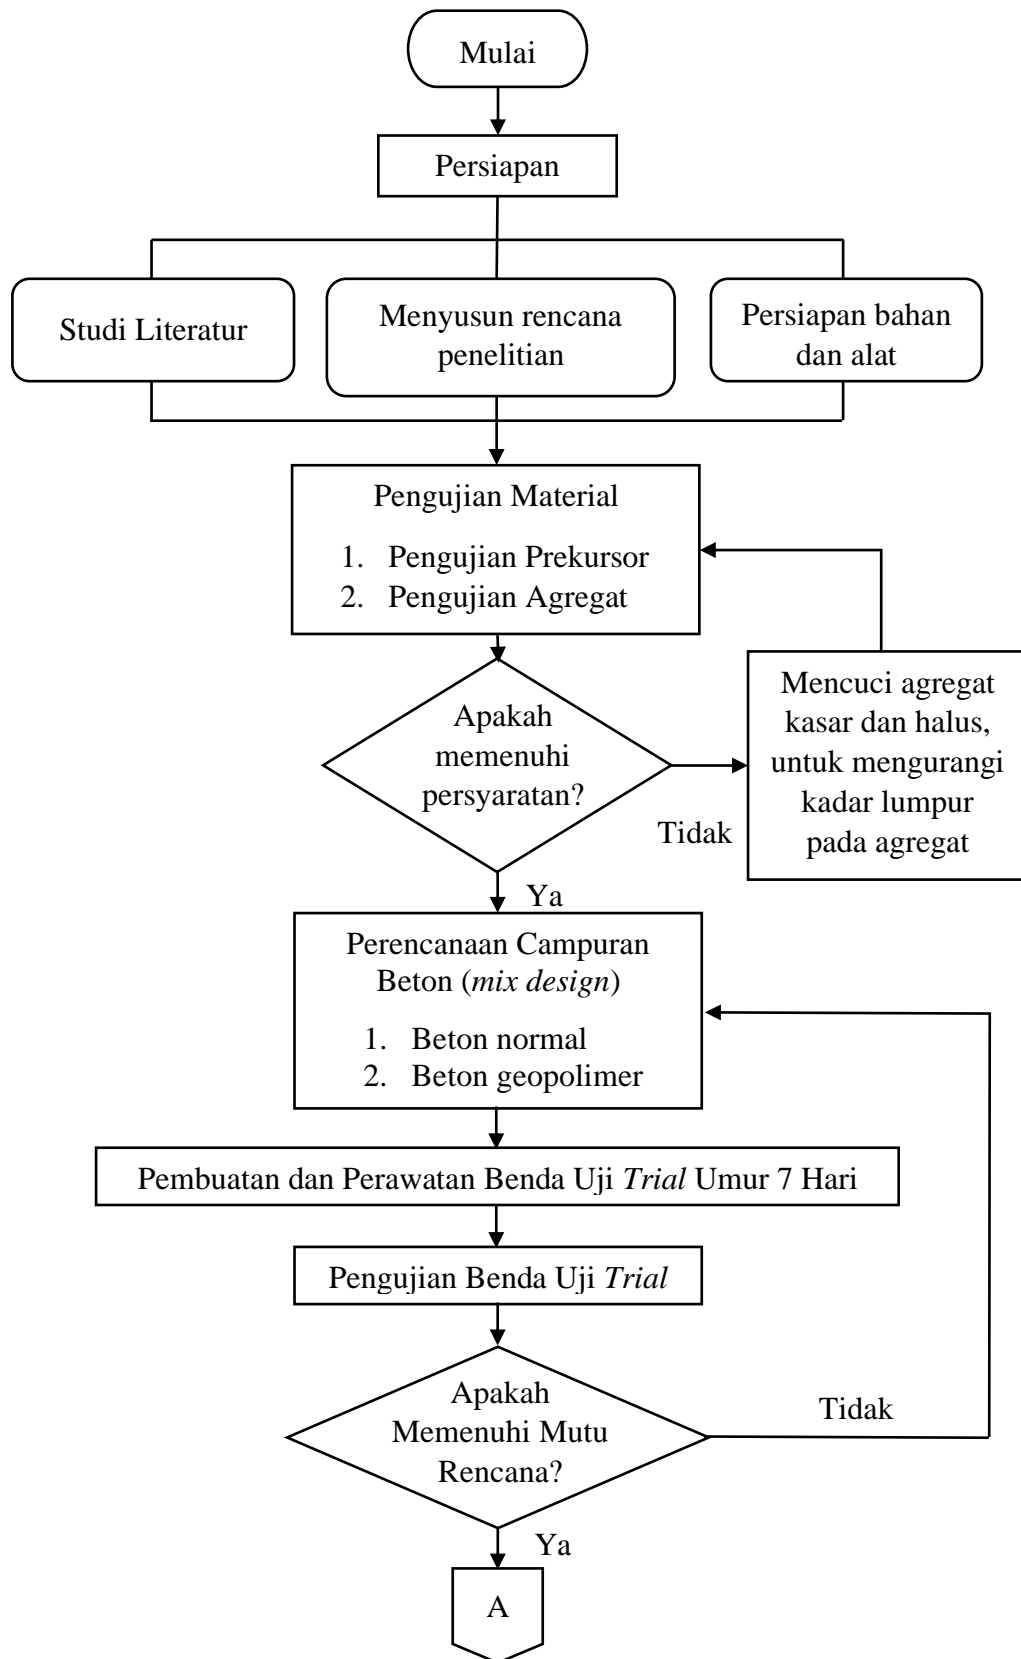 Mulai
Persiapan
Studi Literatur
Menyusun rencana
penelitian
Persiapan bahan
dan alat
Pengujian Material
1. Pengujian Prekursor
2. Pengujian Agregat
Apakah
memenuhi
persyaratan?
Tidak
Mencuci agregat
kasar dan halus,
untuk mengurangi
kadar lumpur
pada agregat
Ya
Perencanaan Campuran
Beton (mix design)
1. Beton normal
2. Beton geopolimer
Pembuatan dan Perawatan Benda Uji Trial Umur 7 Hari
Pengujian Benda Uji Trial
Apakah
Memenuhi Mutu
Rencana?
Tidak
Ya
A